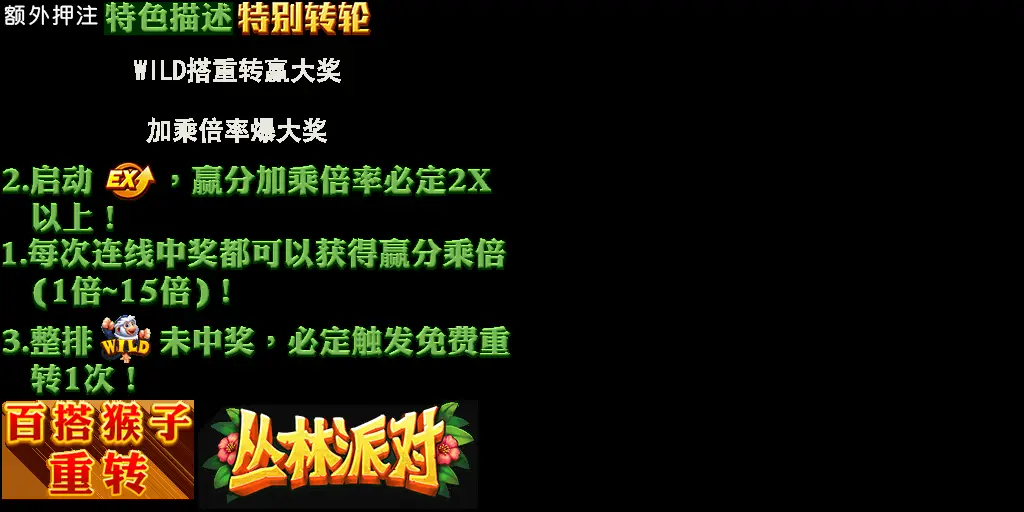 额外押注 特色描述 特别转轮
WILD搭重转赢大奖
加乘倍率爆大奖
2.启动 EX ，赢分加乘倍率必定2X
以上！
1.每次连线中奖都可以获得赢分乘倍
(1倍~15倍)！
3.整排 WILD 未中奖，必定触发免费重
转1次！
百搭猴子
重转
丛林派对